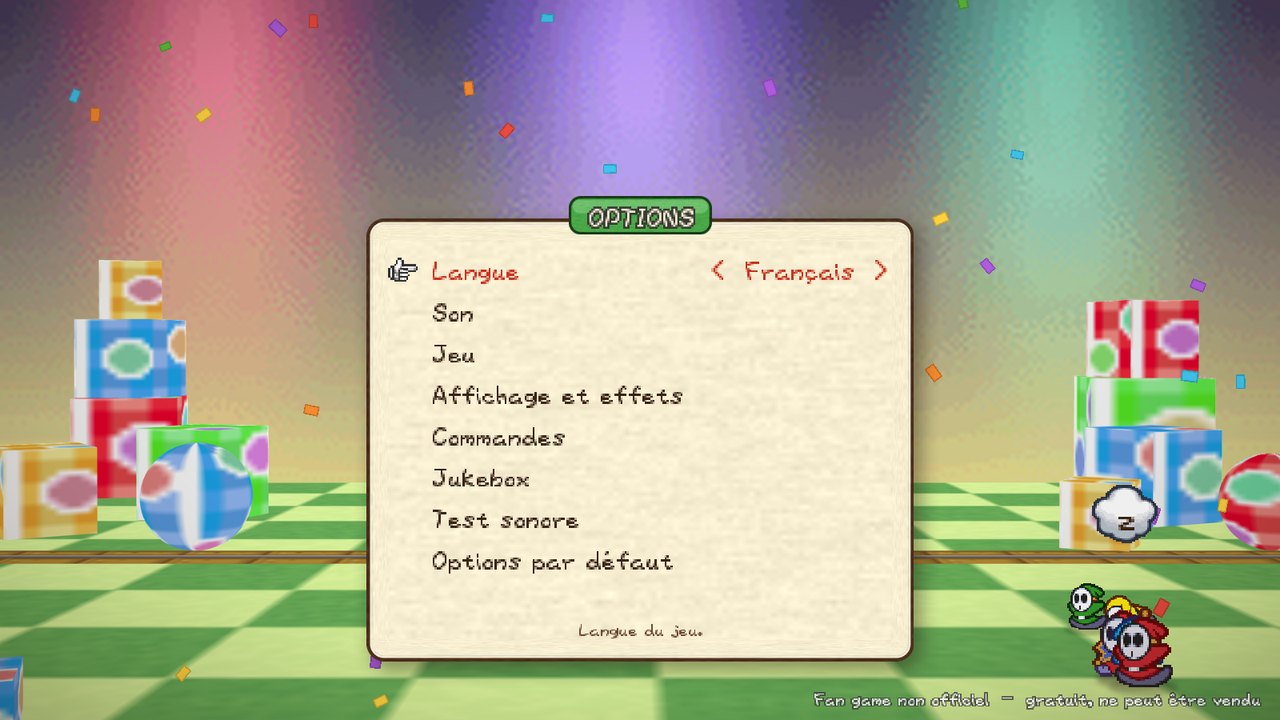 OPTIONS
Langue < Français >
Son
Jeu
Affichage et effets
Commandes
Jukebox
Test sonore
Options par défaut
Langue du jeu.
Z
Fan game non officiel – gratuit, ne peut être vendu